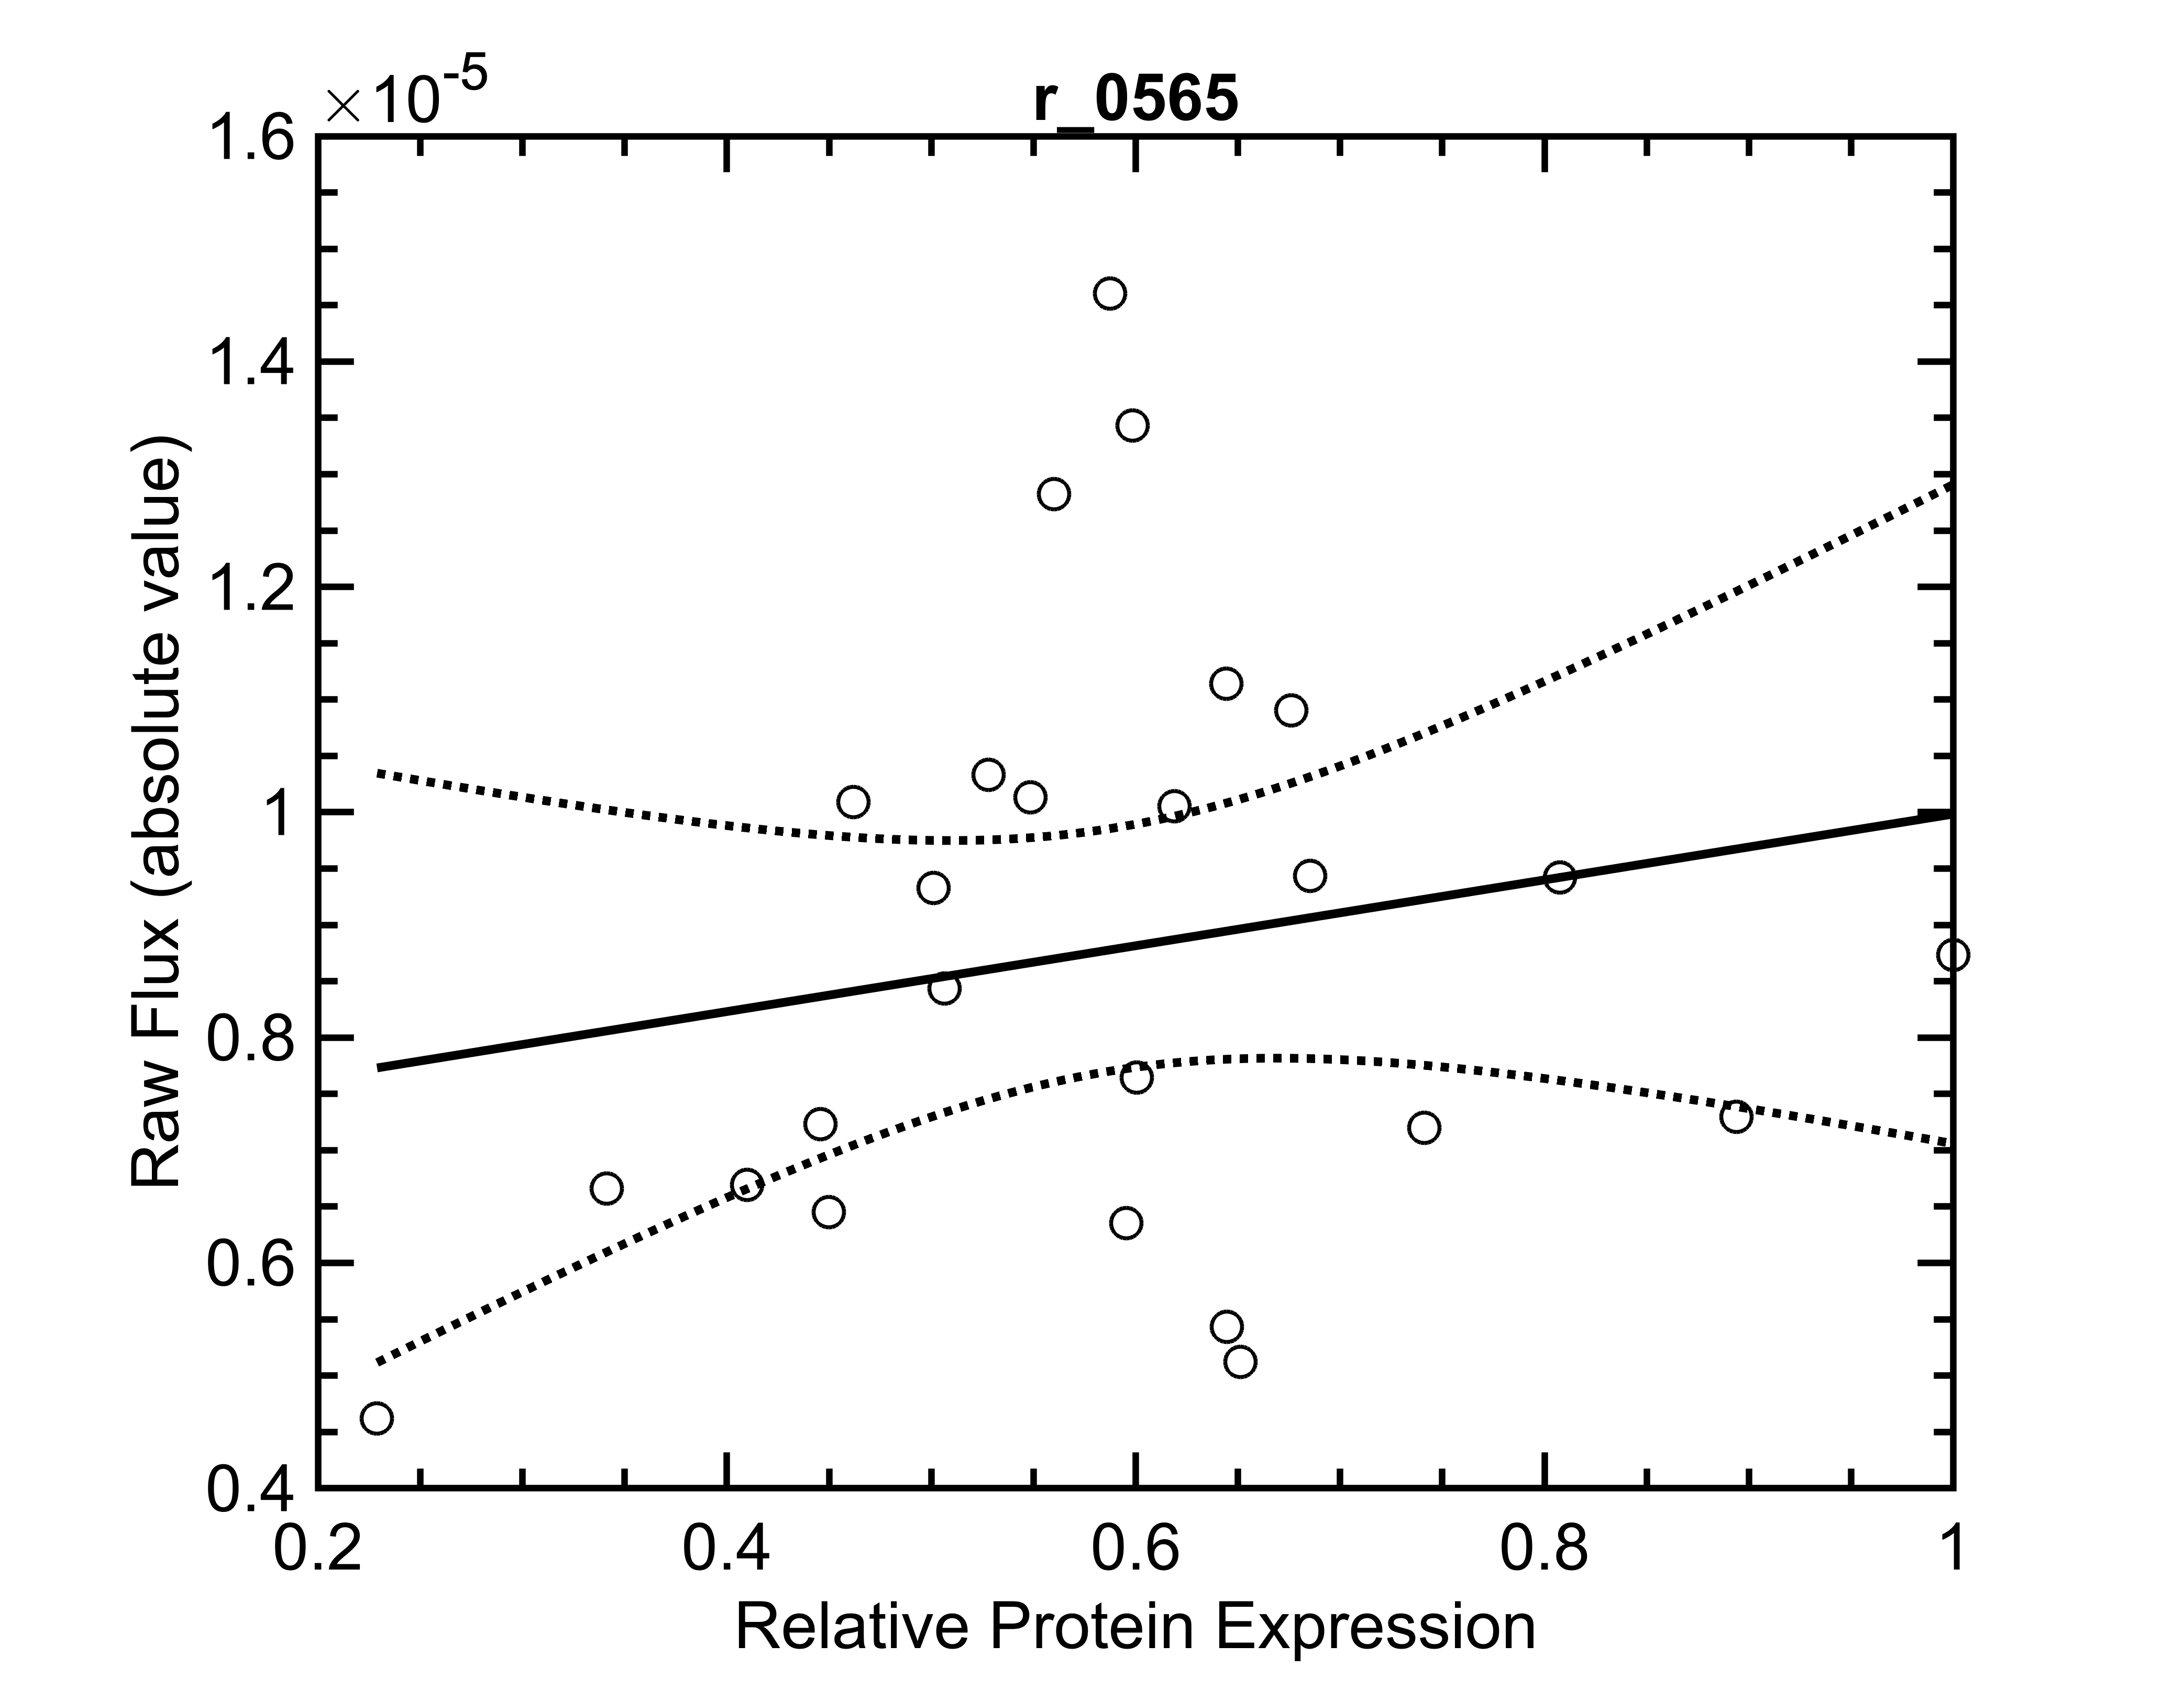 ×10-5
r_0565
1.6
1.4
1.2
1
0.8
0.6
0.4
Raw Flux (absolute value)
0.2 0.4 0.6 0.8 1
Relative Protein Expression